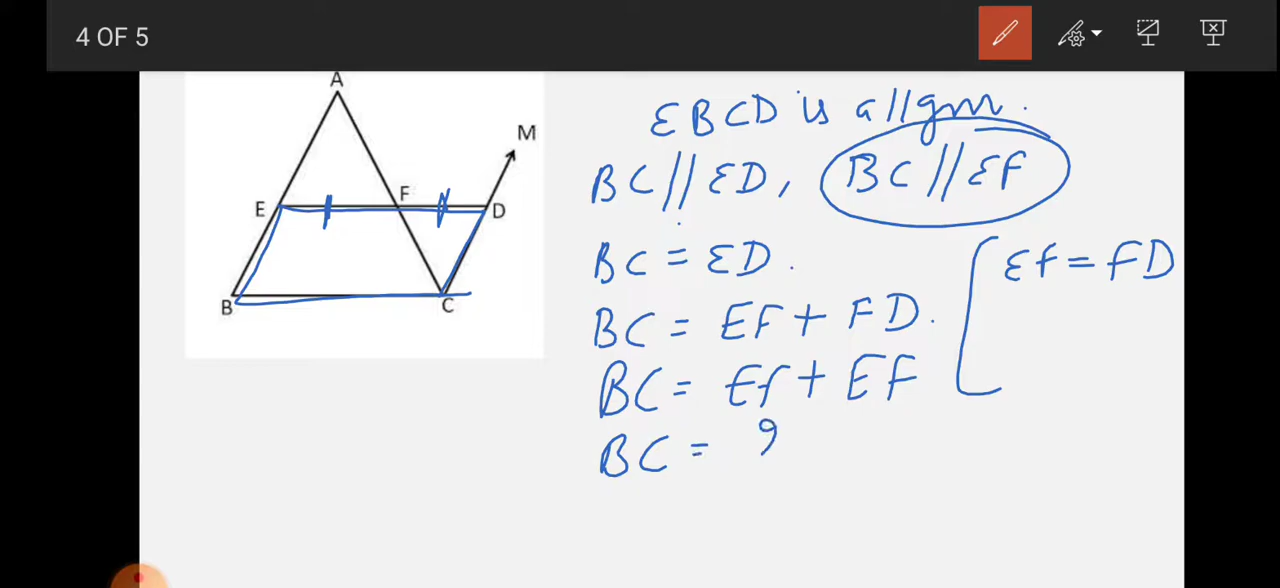 4 OF 5
A
M
E
F
D
B
C
EBCD is a ||gm.
BC // ED, BC // EF
BC = ED.
EF = FD
BC = EF + FD.
BC = EF + EF
BC =